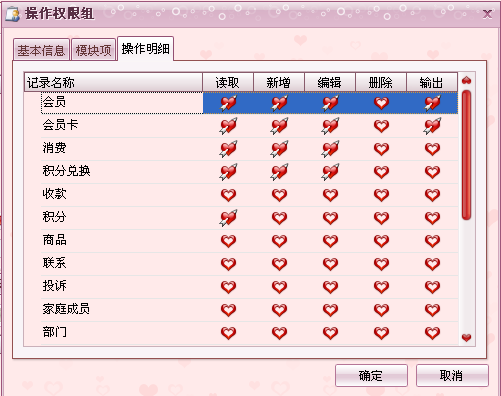 操作权限组
基本信息 模块项 操作明细
记录名称 读取 新增 编辑 删除 输出
会员
会员卡
消费
积分兑换
收款
积分
商品
联系
投诉
家庭成员
部门
确定 取消